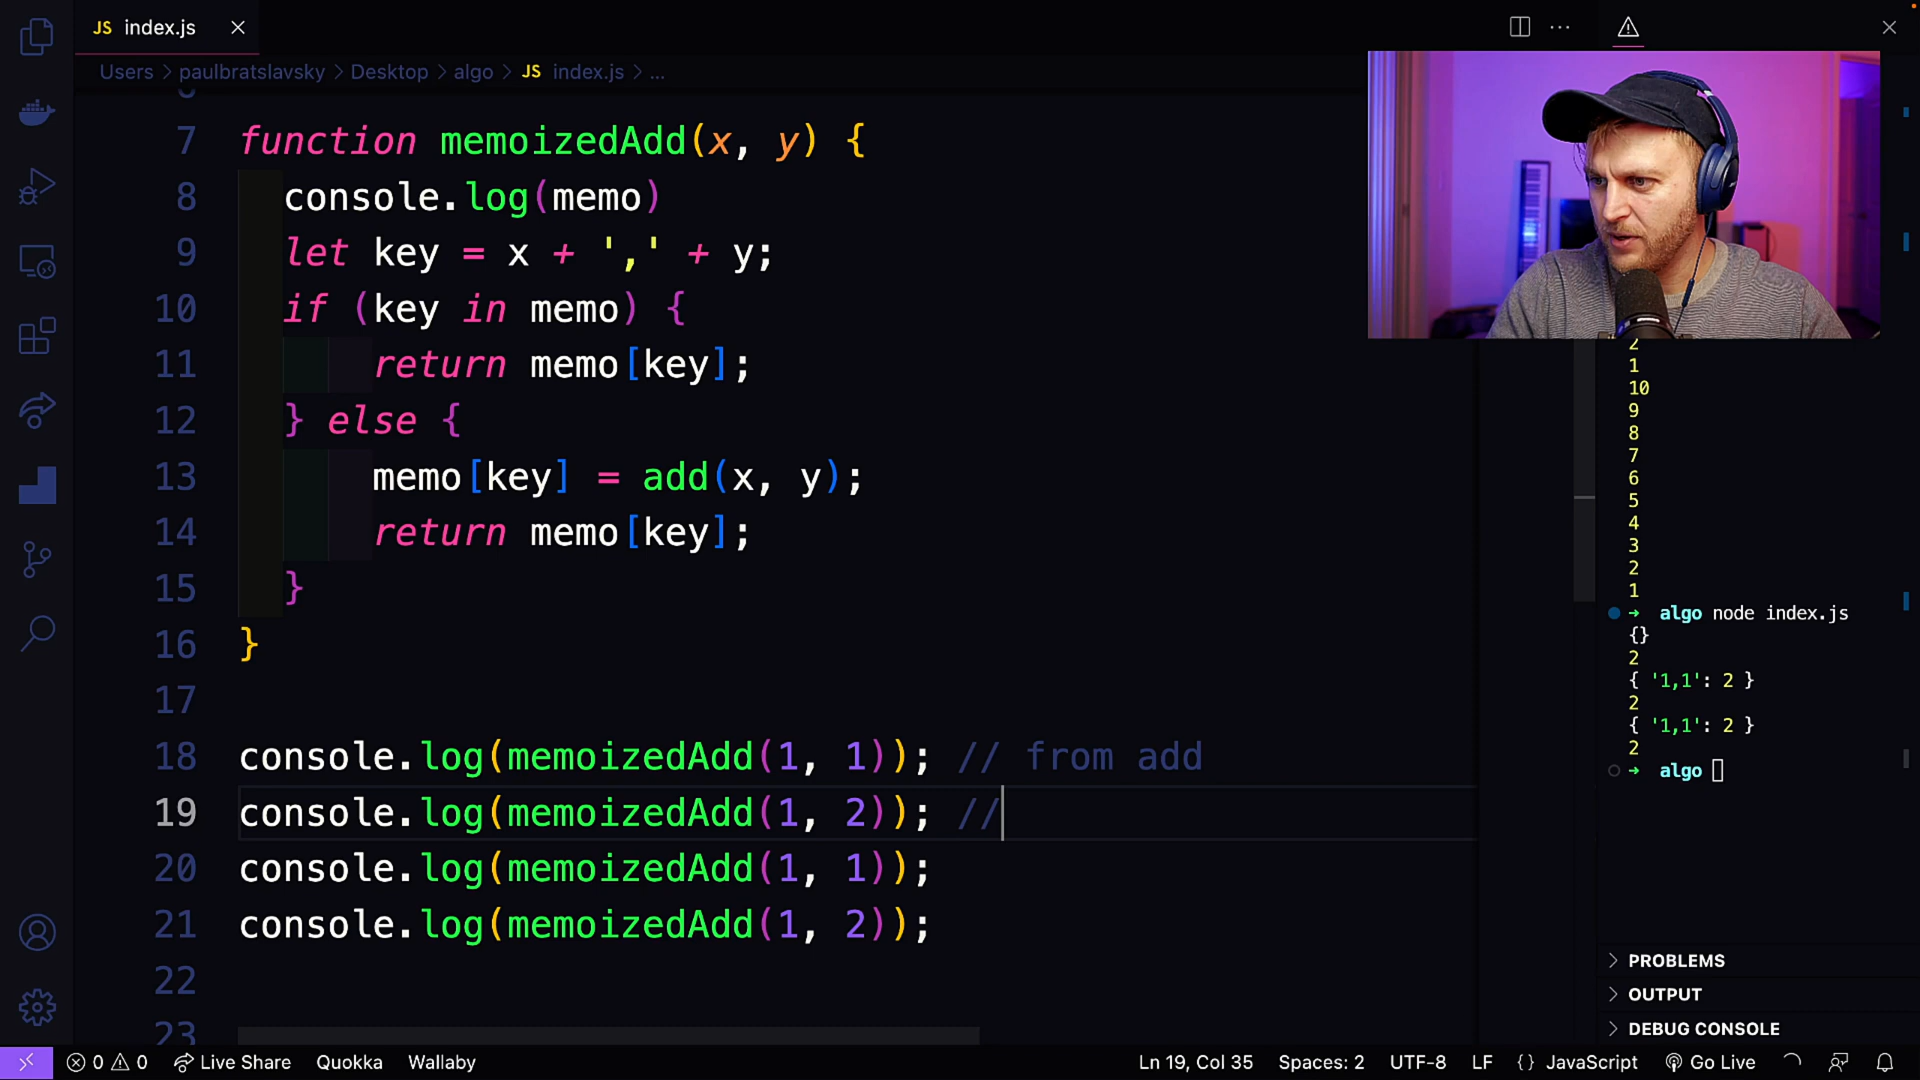 JS index.js
Users > paulbratslavsky > Desktop > algo > JS index.js > ...
7 function memoizedAdd(x, y) {
8 console.log(memo)
9 let key = x + ',' + y;
10 if (key in memo) {
11 return memo[key];
12 } else {
13 memo[key] = add(x, y);
14 return memo[key];
15 }
16 }
17
18 console.log(memoizedAdd(1, 1)); // from add
19 console.log(memoizedAdd(1, 2)); //
20 console.log(memoizedAdd(1, 1));
21 console.log(memoizedAdd(1, 2));
22
23
2
1
10
9
8
7
6
5
4
3
2
1
➜ algo node index.js
{}
2
{ '1,1': 2 }
2
{ '1,1': 2 }
2
➜ algo
PROBLEMS
OUTPUT
DEBUG CONSOLE
0 0 Live Share Quokka Wallaby Ln 19, Col 35 Spaces: 2 UTF-8 LF {} JavaScript Go Live